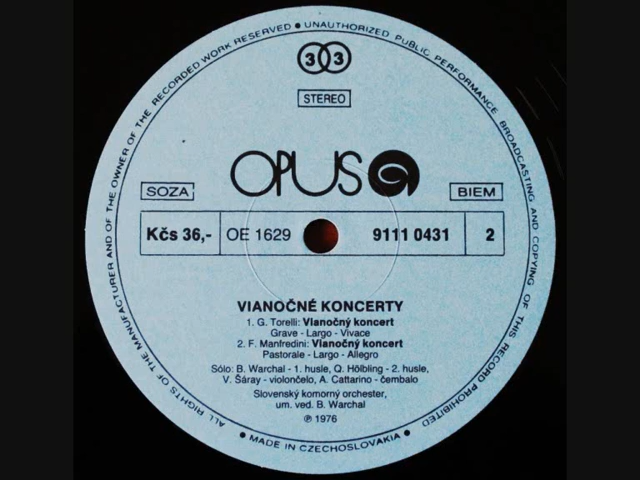 ALL RIGHTS OF THE MANUFACTURER AND OF THE OWNER OF THE RECORDED WORK RESERVED ● UNAUTHORIZED PUBLIC PERFORMANCE BROADCASTING AND COPYING OF THIS RECORD PROHIBITED
33
STEREO
OPUS
SOZA BIEM
Kčs 36,- OE 1629 9111 0431 2
VIANOČNÉ KONCERTY
1. G. Torelli: Vianočný koncert
Grave - Largo - Vivace
2. F. Manfredini: Vianočný koncert
Pastorale - Largo - Allegro
Sólo: B. Warchal - 1. husle, Q. Hölbling - 2. husle,
V. Šáray - violončelo, A. Cattarino - čembalo
Slovenský komorný orchester,
um. ved. B. Warchal
℗ 1976
● MADE IN CZECHOSLOVAKIA ●